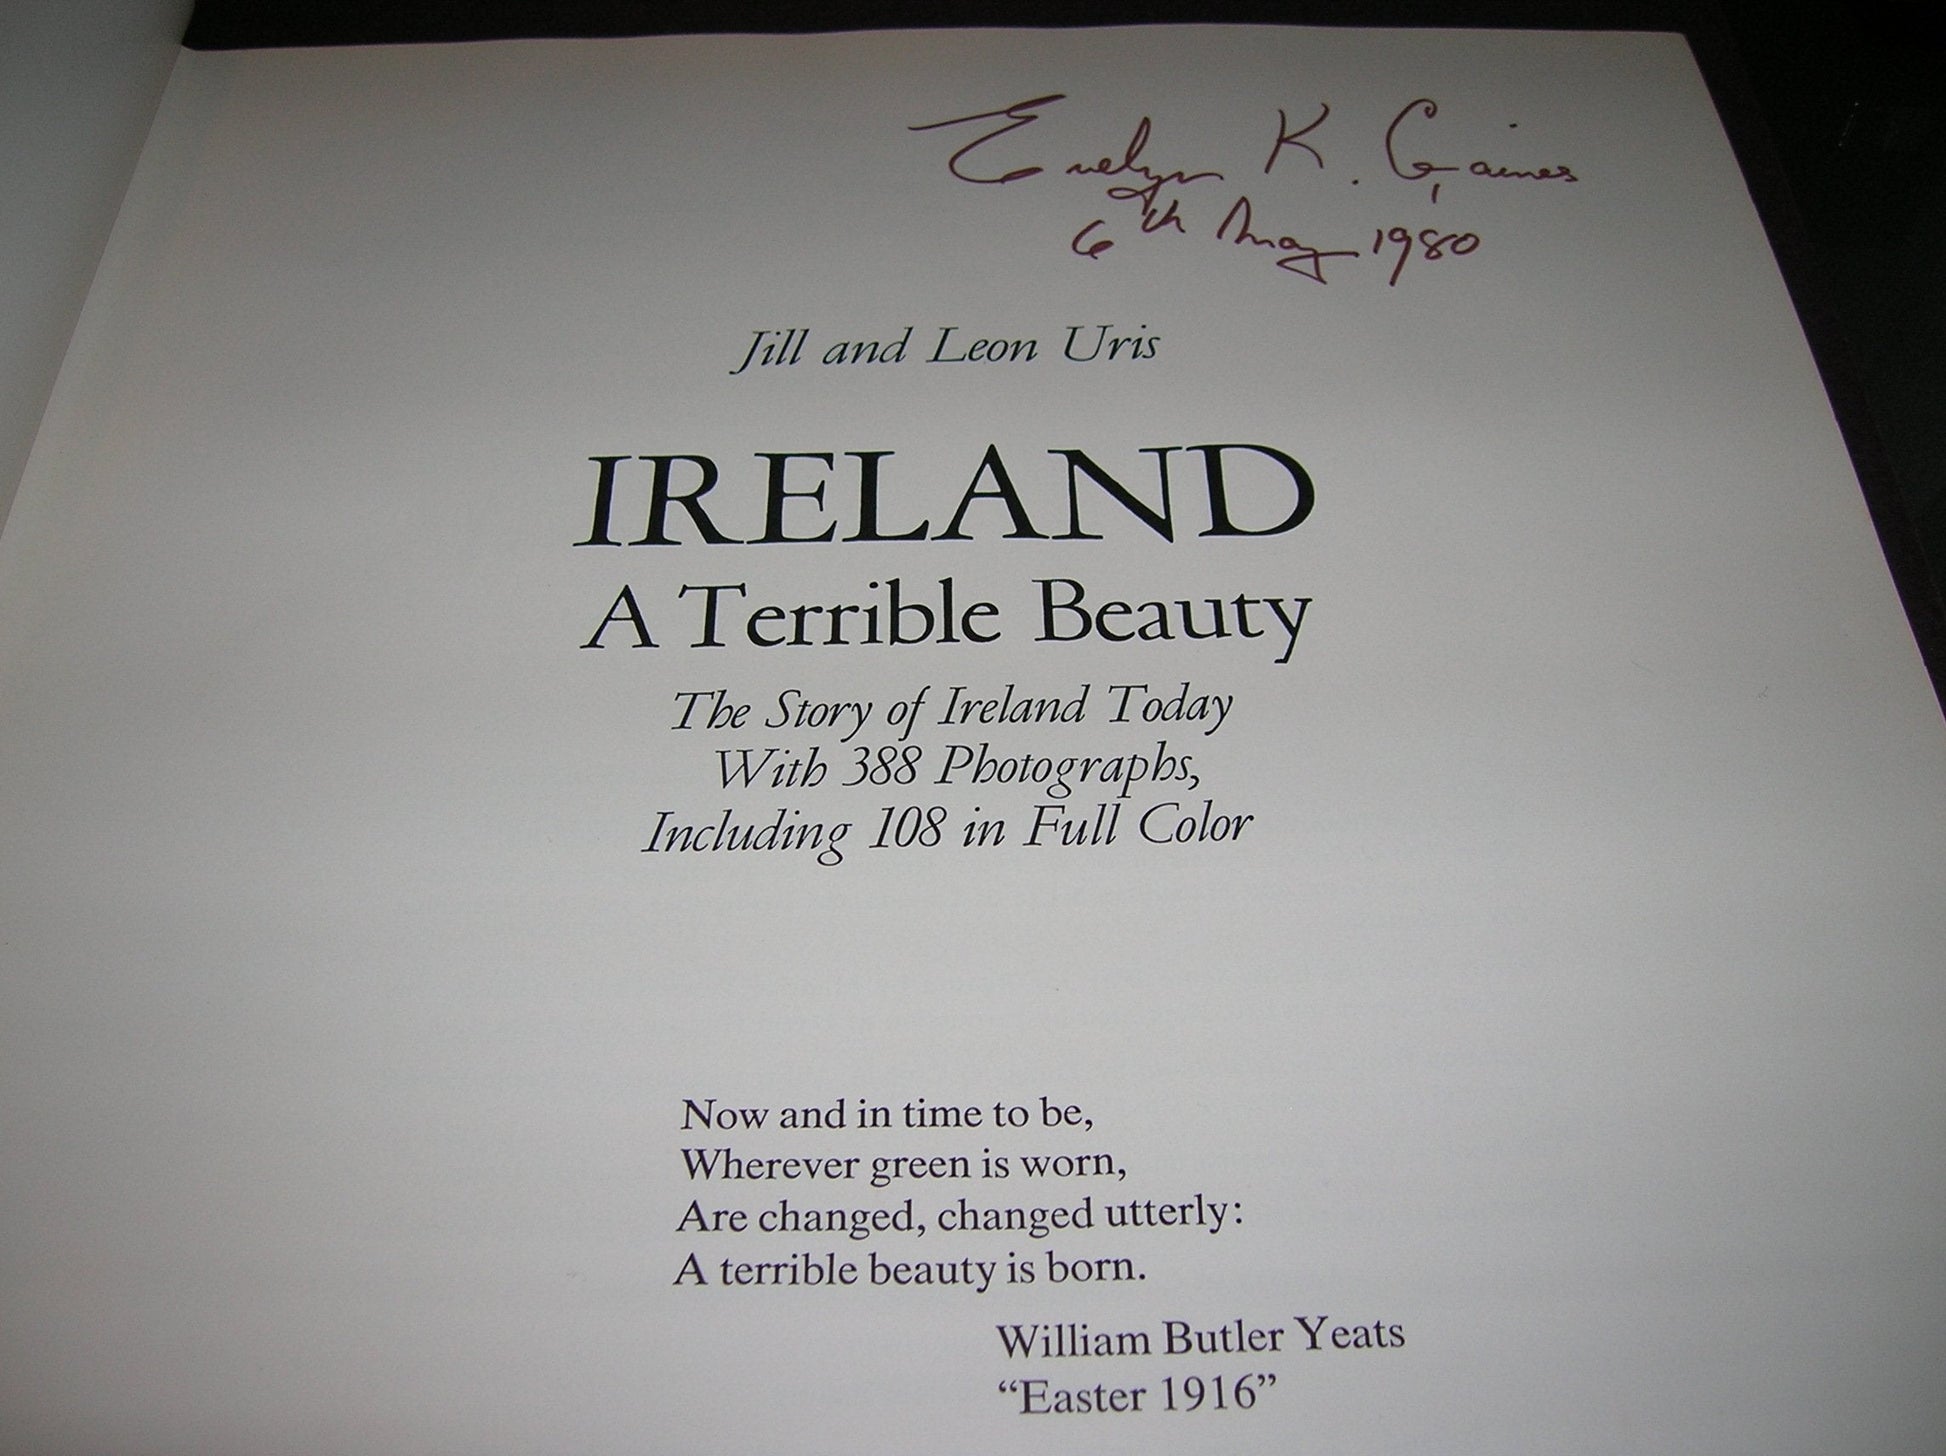 Evelyn K. Gaines
6th May 1980
Jill and Leon Uris
IRELAND
A Terrible Beauty
The Story of Ireland Today
With 388 Photographs,
Including 108 in Full Color
Now and in time to be,
Wherever green is worn,
Are changed, changed utterly:
A terrible beauty is born.
William Butler Yeats
“Easter 1916”